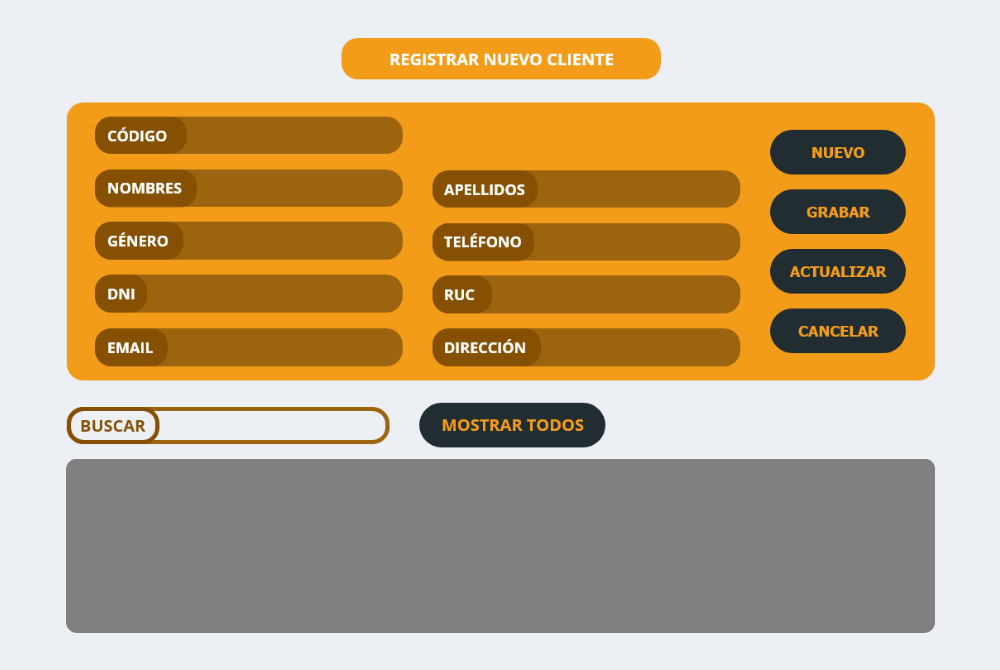 REGISTRAR NUEVO CLIENTE
CÓDIGO
NOMBRES
APELLIDOS
GÉNERO
TELÉFONO
DNI
RUC
EMAIL
DIRECCIÓN
NUEVO
GRABAR
ACTUALIZAR
CANCELAR
BUSCAR
MOSTRAR TODOS